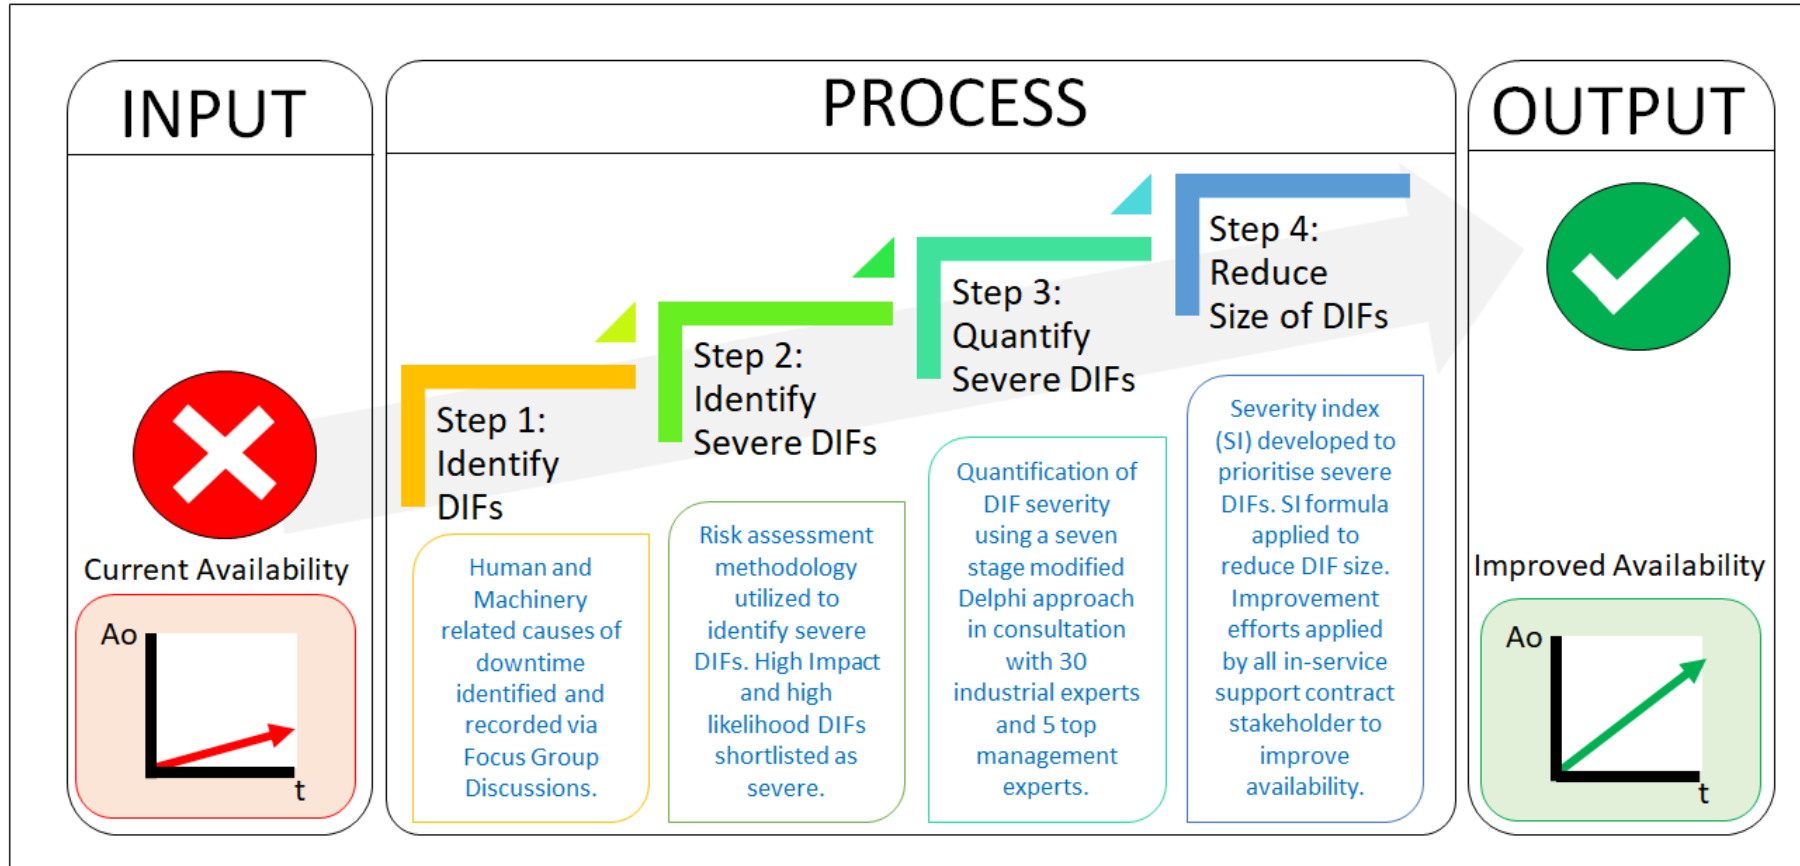 INPUT
Current Availability
Ao
t
PROCESS
Step 1:
Identify
DIFs
Human and
Machinery
related causes of
downtime
identified and
recorded via
Focus Group
Discussions.
Step 2:
Identify
Severe DIFs
Risk assessment
methodology
utilized to
identify severe
DIFs. High Impact
and high
likelihood DIFs
shortlisted as
severe.
Step 3:
Quantify
Severe DIFs
Quantification of
DIF severity
using a seven
stage modified
Delphi approach
in consultation
with 30
industrial experts
and 5 top
management
experts.
Step 4:
Reduce
Size of DIFs
Severity index
(SI) developed to
prioritise severe
DIFs. SI formula
applied to
reduce DIF size.
Improvement
efforts applied
by all in-service
support contract
stakeholder to
improve
availability.
OUTPUT
Improved Availability
Ao
t